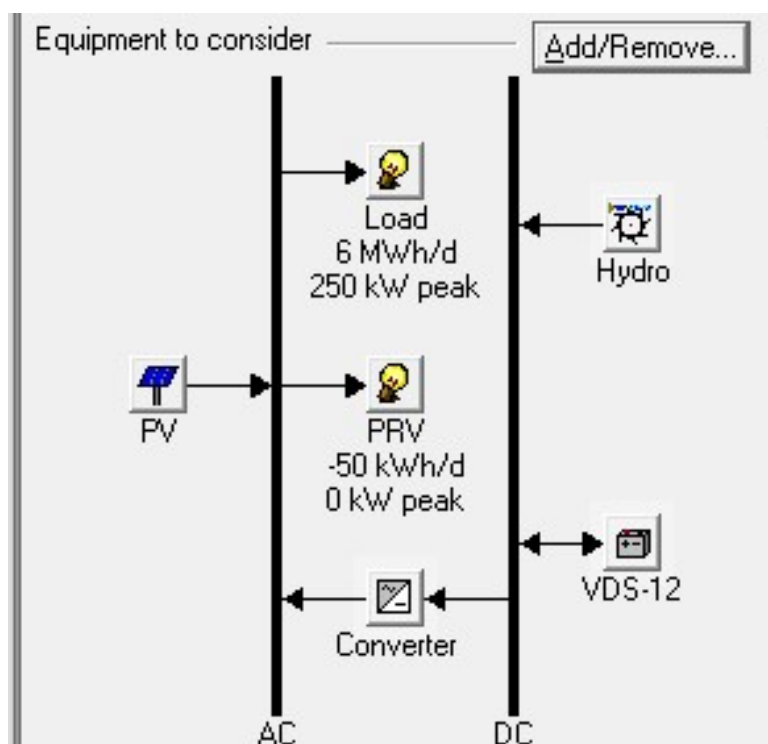 Equipment to consider
Add/Remove...
Load
6 MWh/d
250 kW peak
Hydro
PV
PRV
-50 kWh/d
0 kW peak
VDS-12
Converter
AC
DC